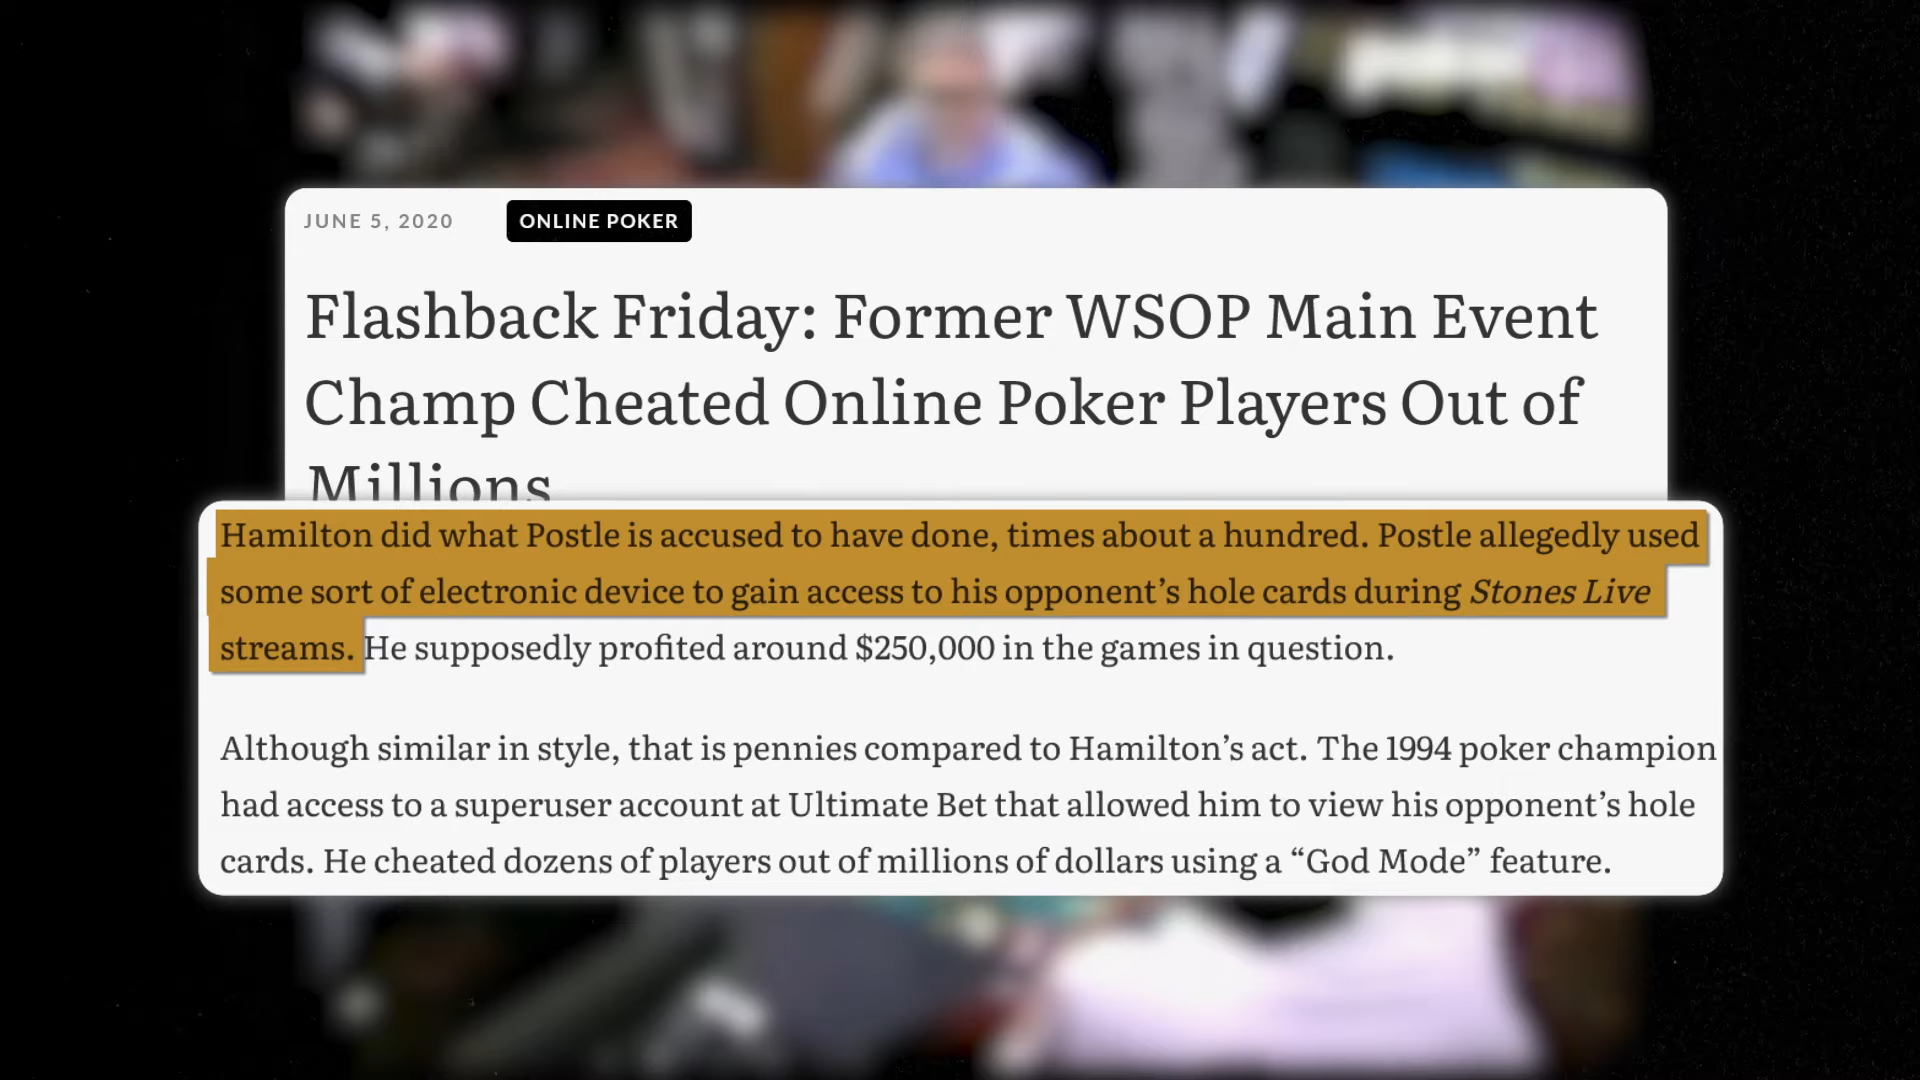 JUNE 5, 2020 ONLINE POKER
Flashback Friday: Former WSOP Main Event
Champ Cheated Online Poker Players Out of
Millions
Hamilton did what Postle is accused to have done, times about a hundred. Postle allegedly used
some sort of electronic device to gain access to his opponent’s hole cards during Stones Live
streams. He supposedly profited around $250,000 in the games in question.
Although similar in style, that is pennies compared to Hamilton’s act. The 1994 poker champion
had access to a superuser account at Ultimate Bet that allowed him to view his opponent’s hole
cards. He cheated dozens of players out of millions of dollars using a “God Mode” feature.